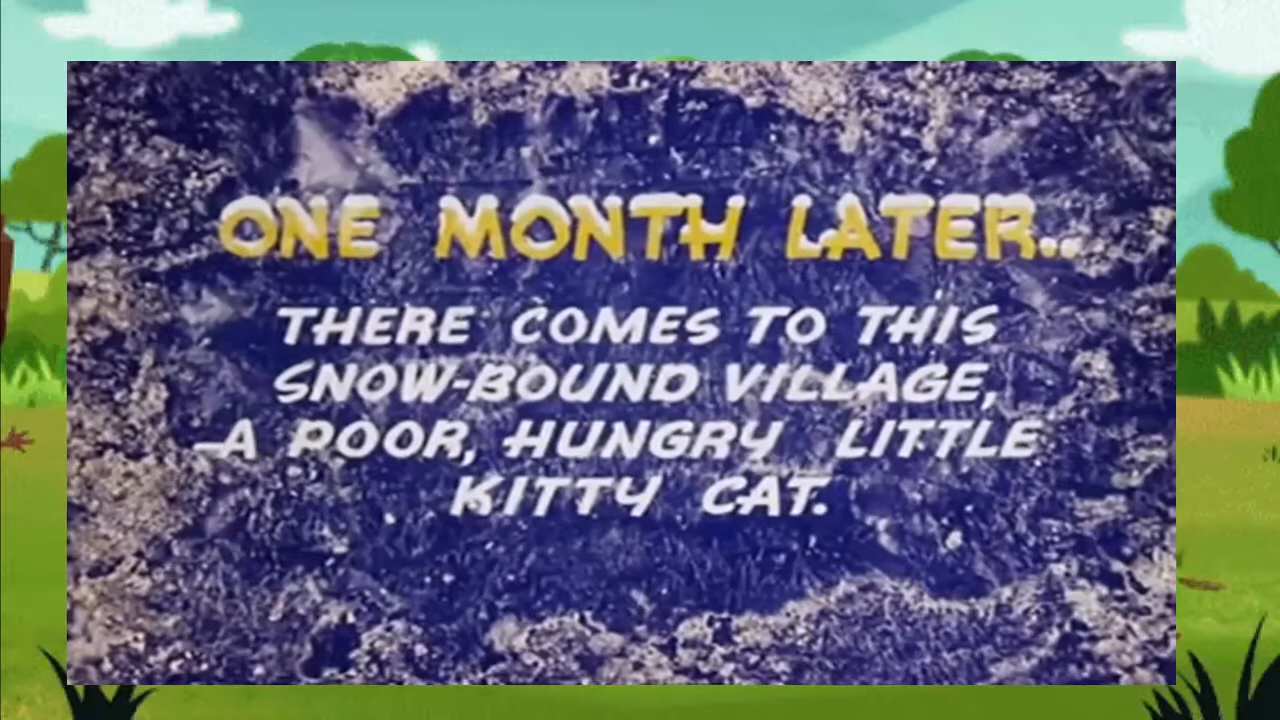 ONE MONTH LATER..
THERE COMES TO THIS
SNOW-BOUND VILLAGE,
A POOR, HUNGRY LITTLE
KITTY CAT.